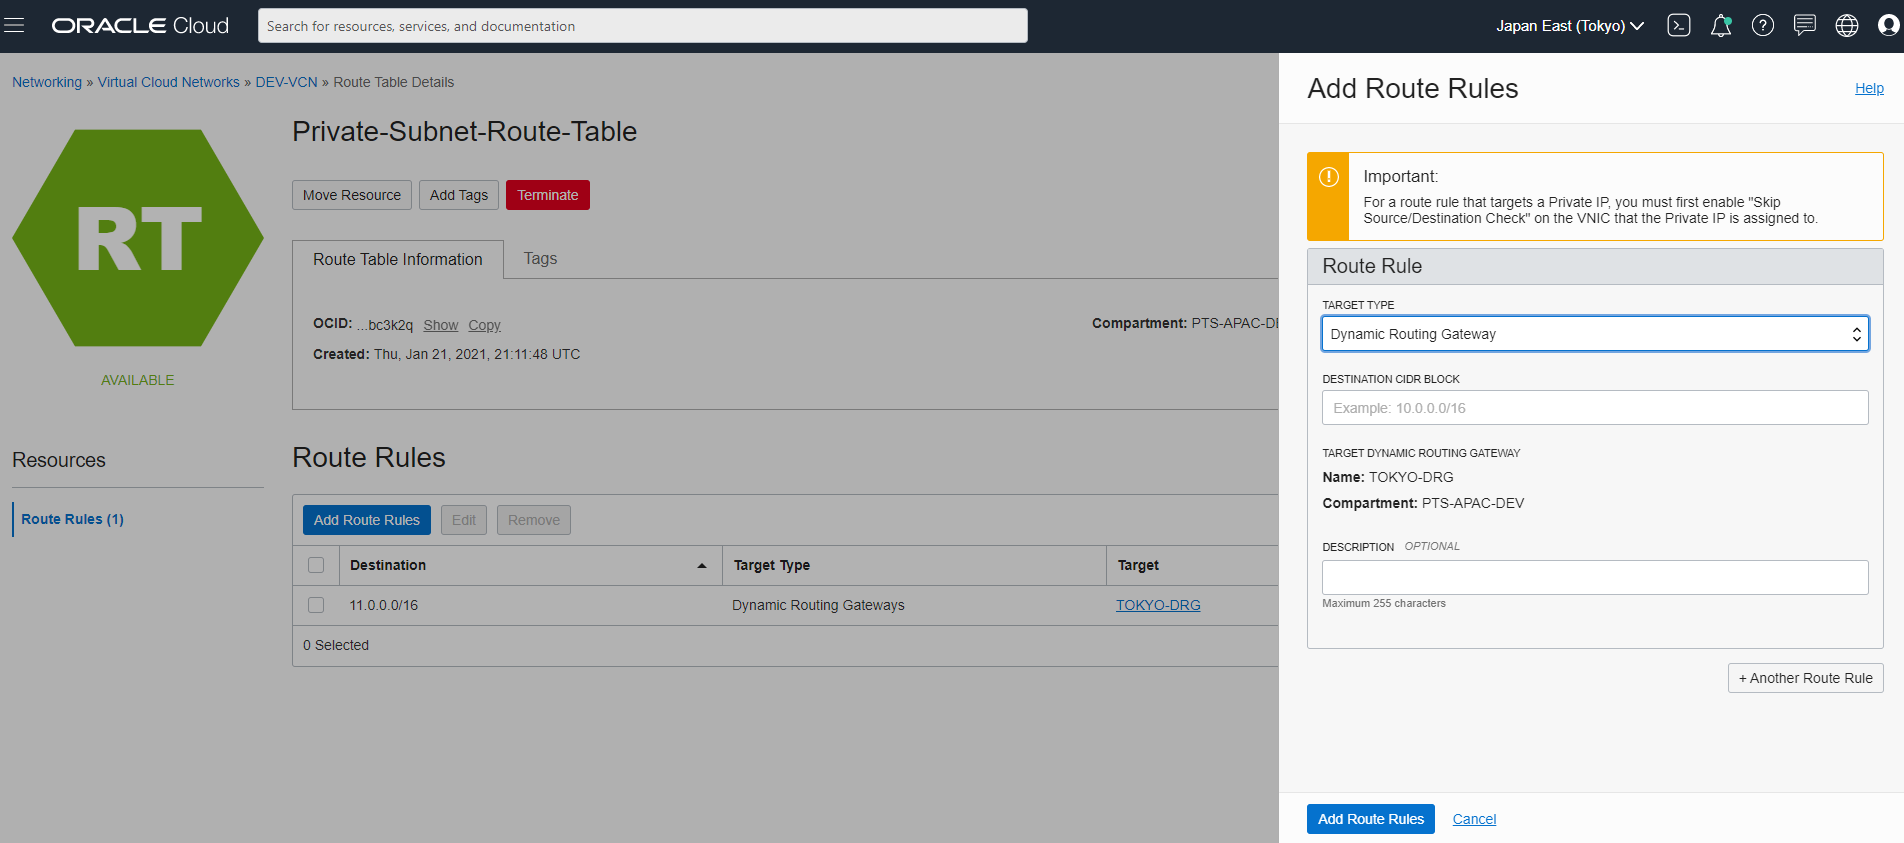 ORACLE Cloud
Search for resources, services, and documentation
Japan East (Tokyo)
Networking » Virtual Cloud Networks » DEV-VCN » Route Table Details
RT
AVAILABLE
Resources
Route Rules (1)
Private-Subnet-Route-Table
Move Resource
Add Tags
Terminate
Route Table Information
Tags
OCID: ...bc3k2q Show Copy
Created: Thu, Jan 21, 2021, 21:11:48 UTC
Compartment: PTS-APAC-DE
Route Rules
Add Route Rules
Edit
Remove
Destination
Target Type
Target
11.0.0.0/16
Dynamic Routing Gateways
TOKYO-DRG
0 Selected
Add Route Rules
Help
Important:
For a route rule that targets a Private IP, you must first enable "Skip
Source/Destination Check" on the VNIC that the Private IP is assigned to.
Route Rule
TARGET TYPE
Dynamic Routing Gateway
DESTINATION CIDR BLOCK
Example: 10.0.0.0/16
TARGET DYNAMIC ROUTING GATEWAY
Name: TOKYO-DRG
Compartment: PTS-APAC-DEV
DESCRIPTION OPTIONAL
Maximum 255 characters
+ Another Route Rule
Add Route Rules
Cancel